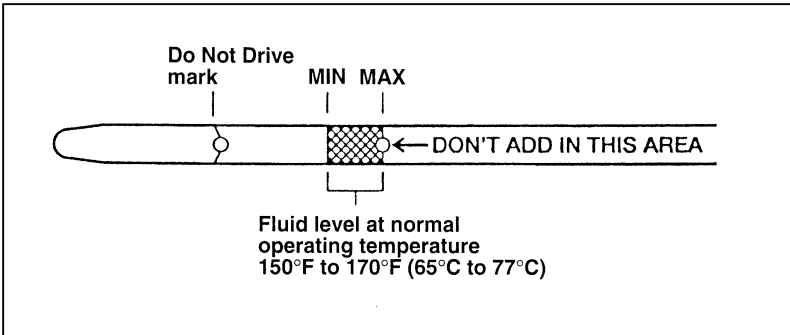 Do Not Drive
mark
MIN MAX
DON'T ADD IN THIS AREA
Fluid level at normal
operating temperature
150°F to 170°F (65°C to 77°C)